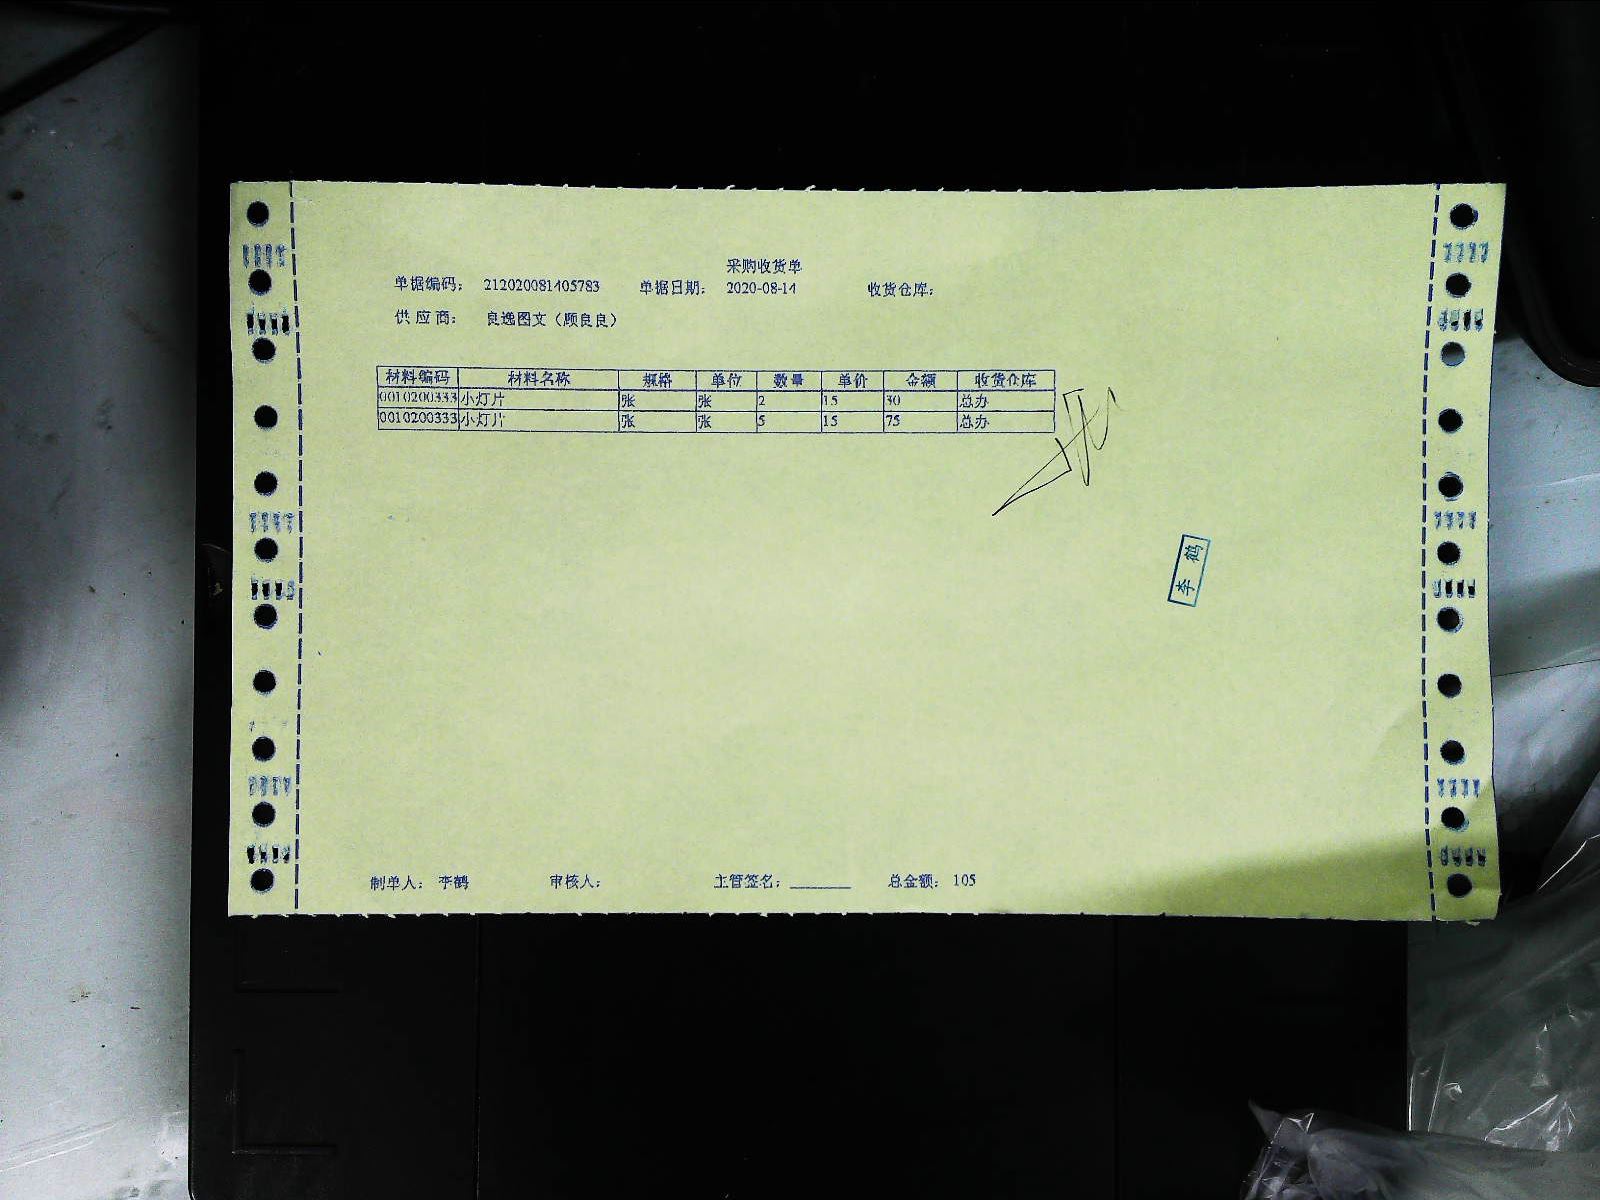 采购收货单
单据编码： 212020081405783 单据日期： 2020-08-14 收货仓库：
供 应 商： 良逸图文（顾良良）
材料编码 材料名称 规格 单位 数量 单价 金额 收货仓库
0010200333 小灯片 张 张 2 15 30 总办
0010200333 小灯片 张 张 5 15 75 总办
李 鹤
制单人： 李鹤 审核人： 主管签名： 总金额： 105